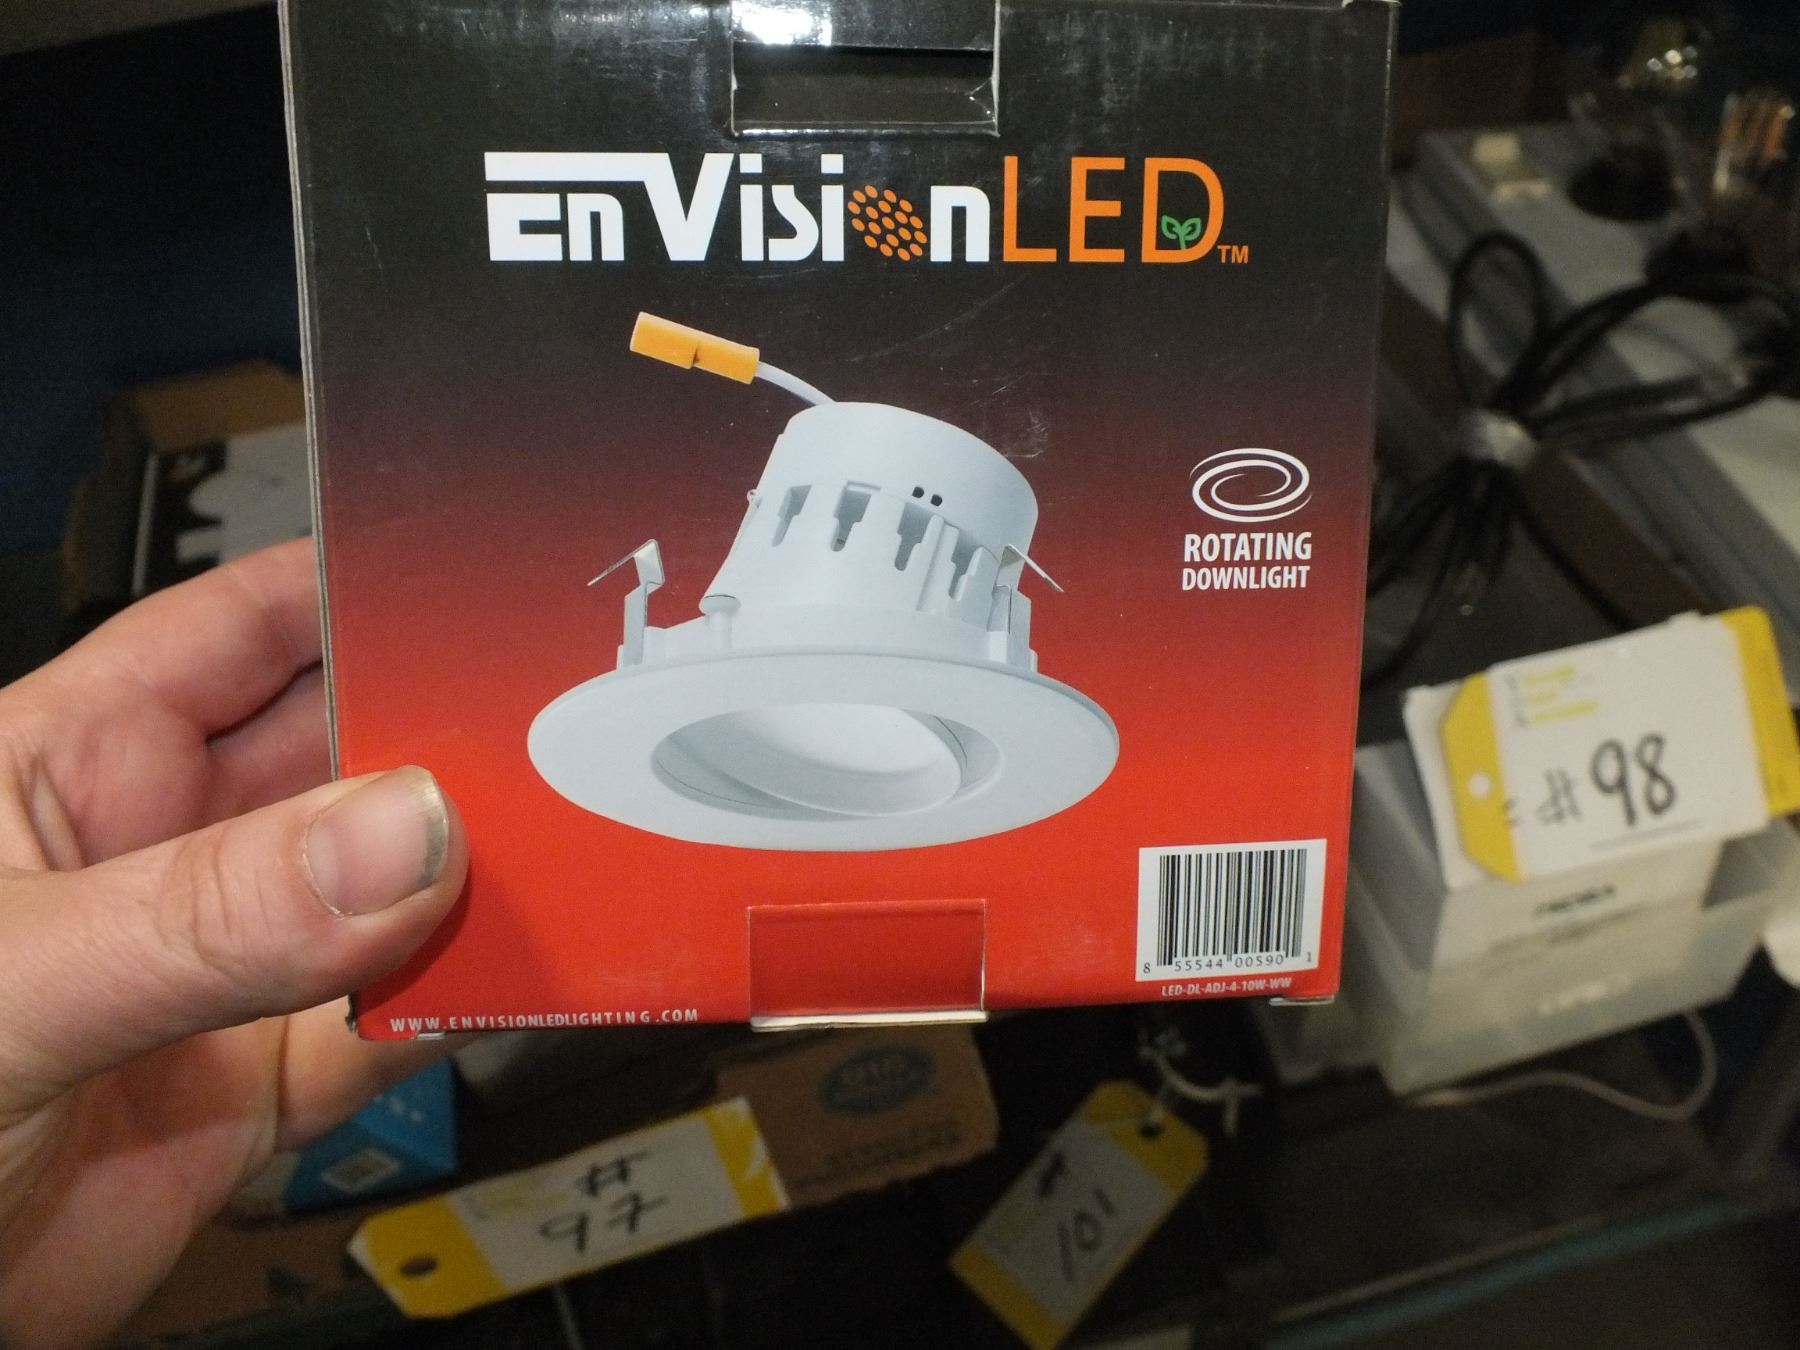 EnVisionLED™
ROTATING
DOWNLIGHT
8 55544 00590 1
LED-DL-ADJ-4-10W-WW
WWW.ENVISIONLEDLIGHTING.COM
# 98
#
97
#
101